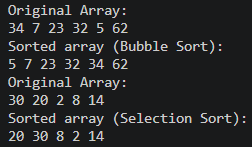 Original Array:
34 7 23 32 5 62
Sorted array (Bubble Sort):
5 7 23 32 34 62
Original Array:
30 20 2 8 14
Sorted array (Selection Sort):
20 30 8 2 14